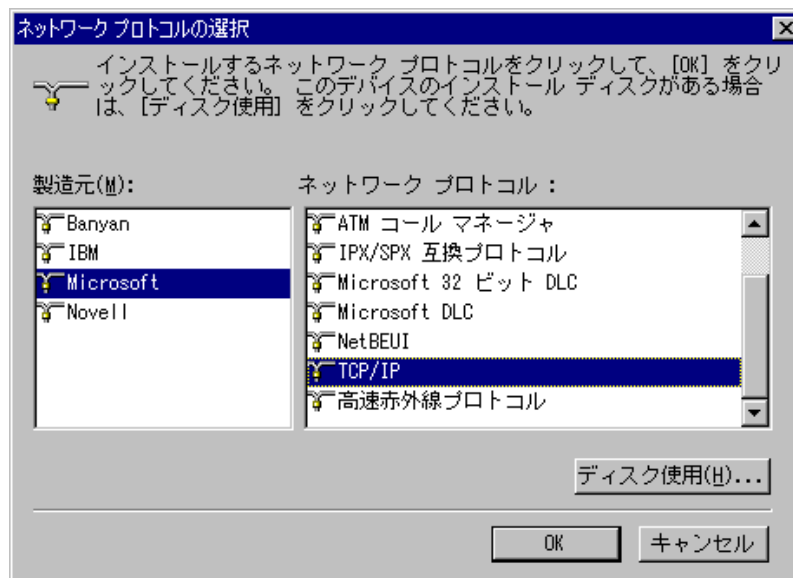 ネットワーク プロトコルの選択
インストールするネットワーク プロトコルをクリックして、[OK] をクリ
ックしてください。 このデバイスのインストール ディスクがある場合
は、[ディスク使用] をクリックしてください。
製造元(M):
ネットワーク プロトコル :
Banyan
IBM
Microsoft
Novell
ATM コール マネージャ
IPX/SPX 互換プロトコル
Microsoft 32 ビット DLC
Microsoft DLC
NetBEUI
TCP/IP
高速赤外線プロトコル
ディスク使用(H)...
OK
キャンセル